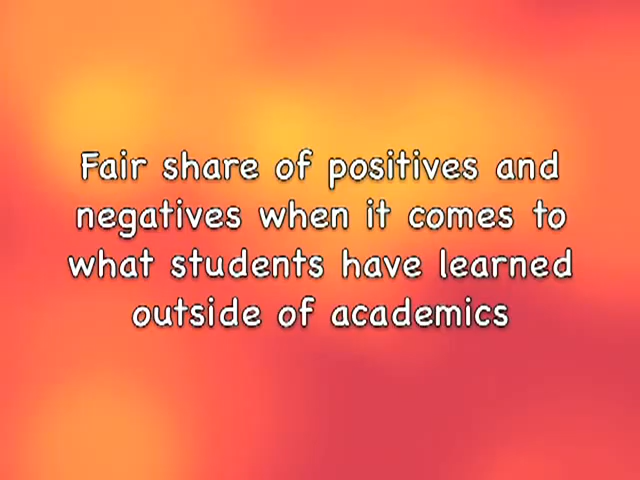 Fair share of positives and
negatives when it comes to
what students have learned
outside of academics